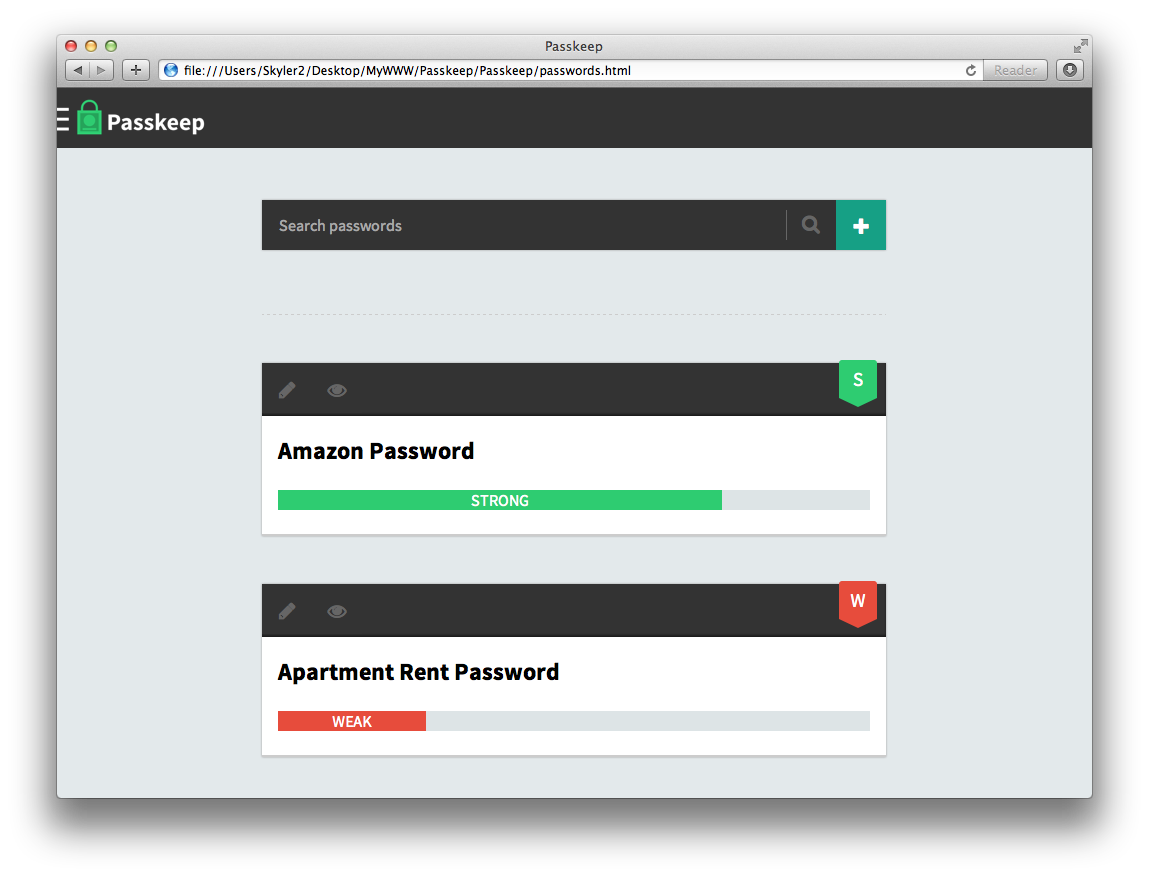 Passkeep
file:///Users/Skyler2/Desktop/MyWWW/Passkeep/Passkeep/passwords.html
Reader
Passkeep
Search passwords
S
Amazon Password
STRONG
W
Apartment Rent Password
WEAK